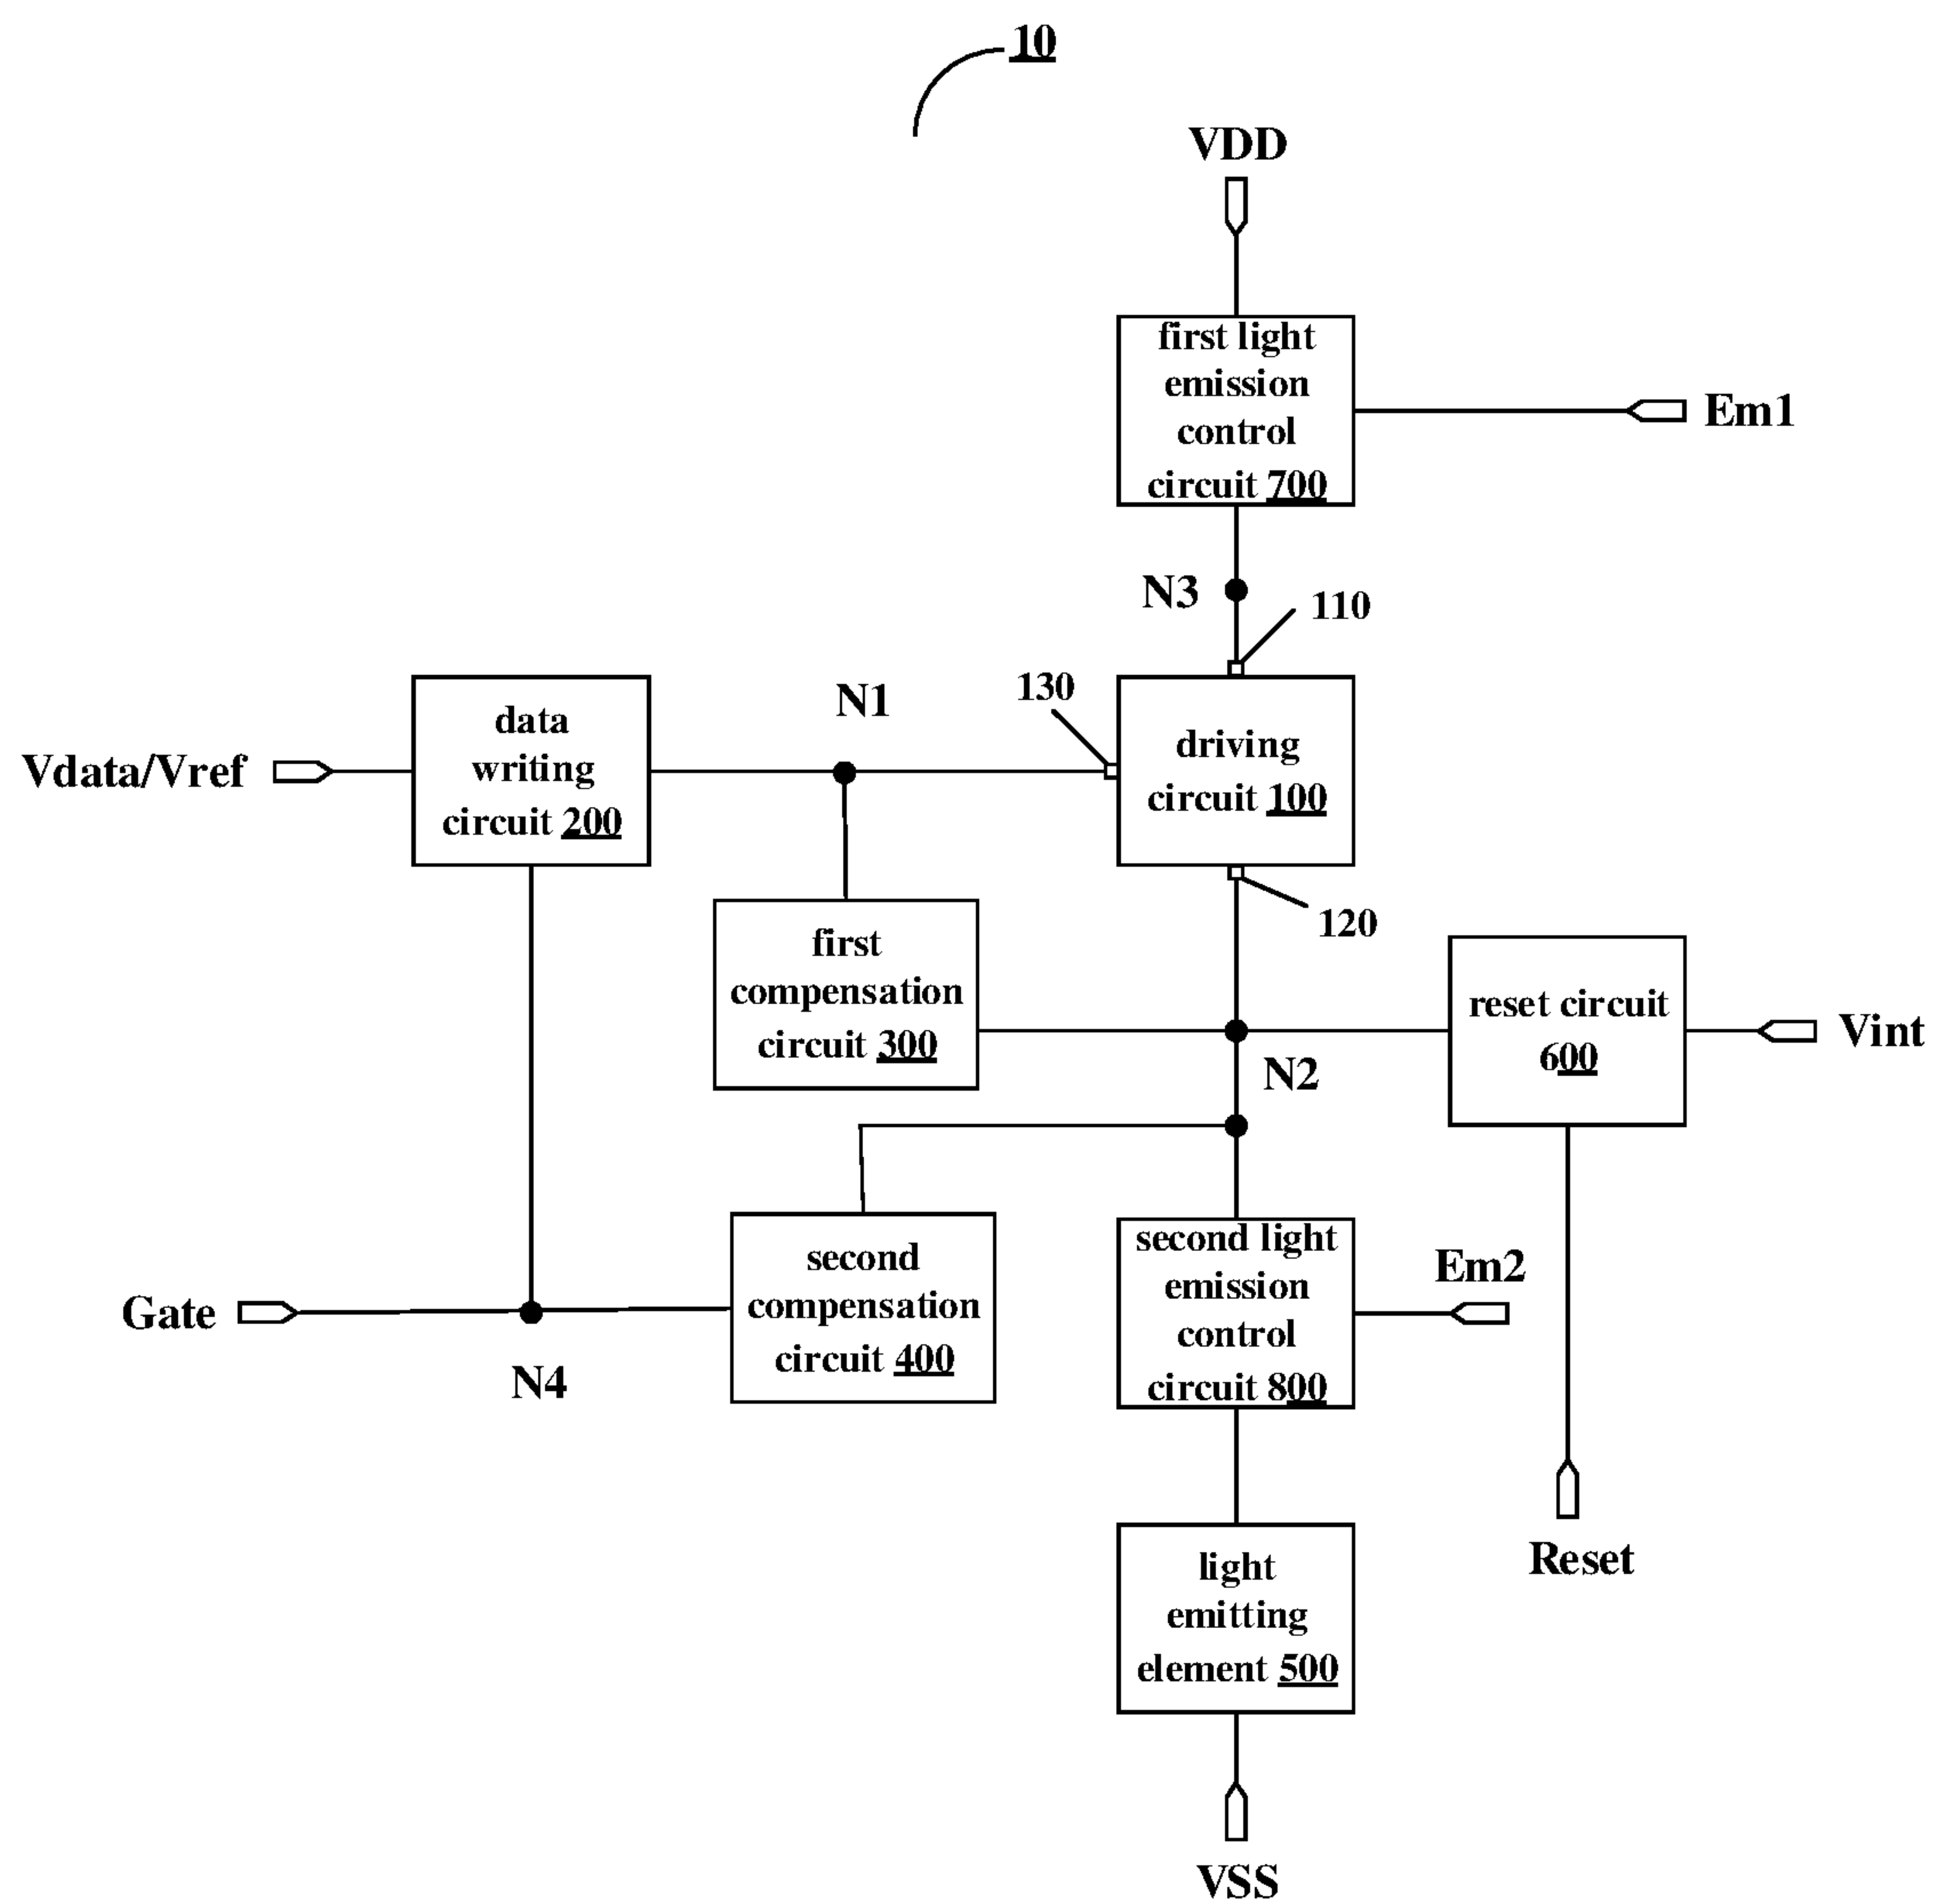 10
VDD
first light
emission
control
circuit 700
Em1
N3
110
130
N1
data
writing
circuit 200
Vdata/Vref
driving
circuit 100
120
first
compensation
circuit 300
reset circuit
600
Vint
N2
second light
emission
control
circuit 800
Em2
second
compensation
circuit 400
Gate
N4
light
emitting
element 500
Reset
VSS